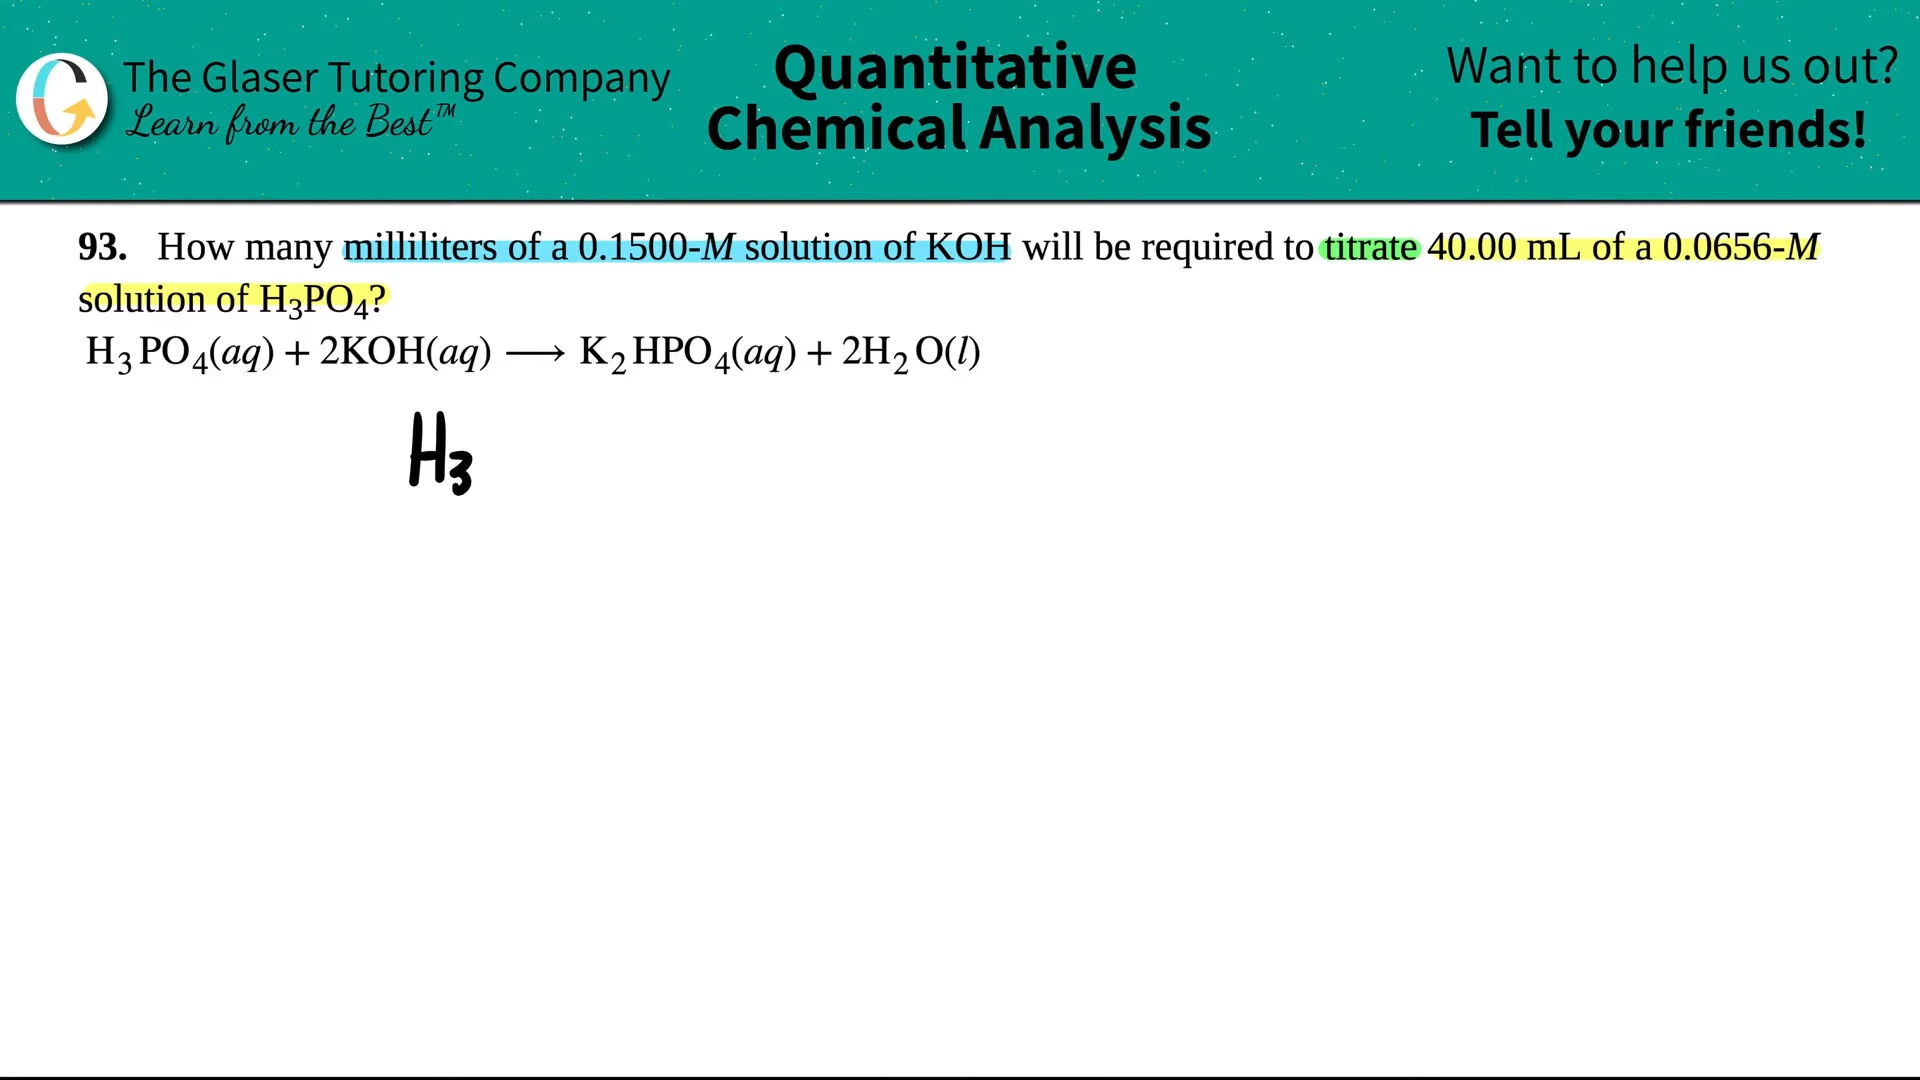 The Glaser Tutoring Company
Learn from the Best™
Quantitative
Chemical Analysis
Want to help us out?
Tell your friends!
93. How many milliliters of a 0.1500-M solution of KOH will be required to titrate 40.00 mL of a 0.0656-M
solution of H₃PO₄?
H₃PO₄(aq) + 2KOH(aq) ⟶ K₂HPO₄(aq) + 2H₂O(l)
H₃